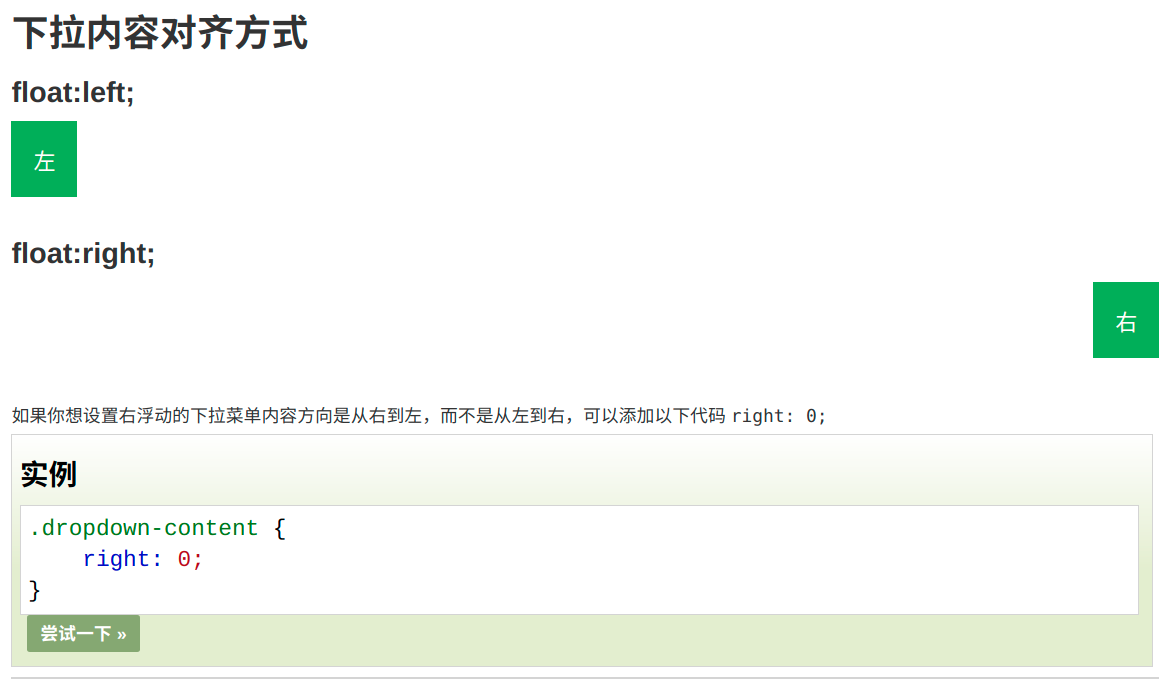 下拉内容对齐方式
float:left;
左
float:right;
右
如果你想设置右浮动的下拉菜单内容方向是从右到左，而不是从左到右，可以添加以下代码 right: 0;
实例
.dropdown-content {
    right: 0;
}
尝试一下 »